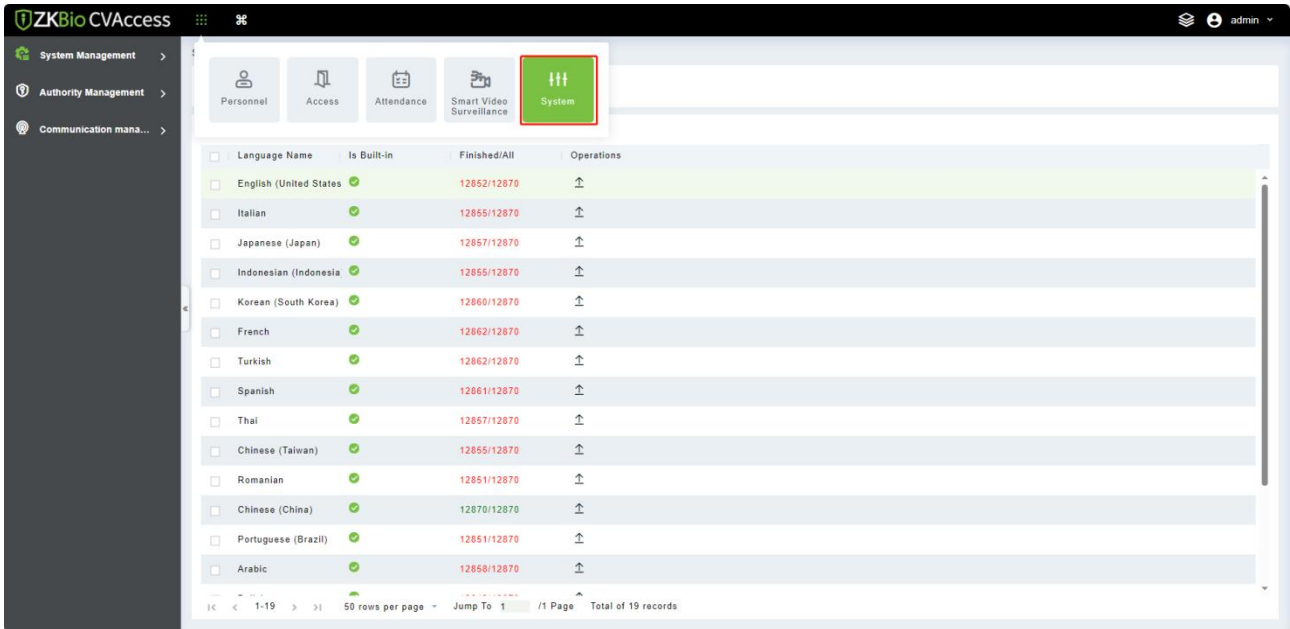 ZKBio CVAccess
admin
System Management
Authority Management
Communication mana...
Personnel
Access
Attendance
Smart Video
Surveillance
System
Language Name Is Built-in Finished/All Operations
English (United States 12852/12870
Italian 12855/12870
Japanese (Japan) 12857/12870
Indonesian (Indonesia 12855/12870
Korean (South Korea) 12860/12870
French 12862/12870
Turkish 12862/12870
Spanish 12861/12870
Thai 12857/12870
Chinese (Taiwan) 12855/12870
Romanian 12851/12870
Chinese (China) 12870/12870
Portuguese (Brazil) 12851/12870
Arabic 12858/12870
1-19 50 rows per page Jump To 1 /1 Page Total of 19 records